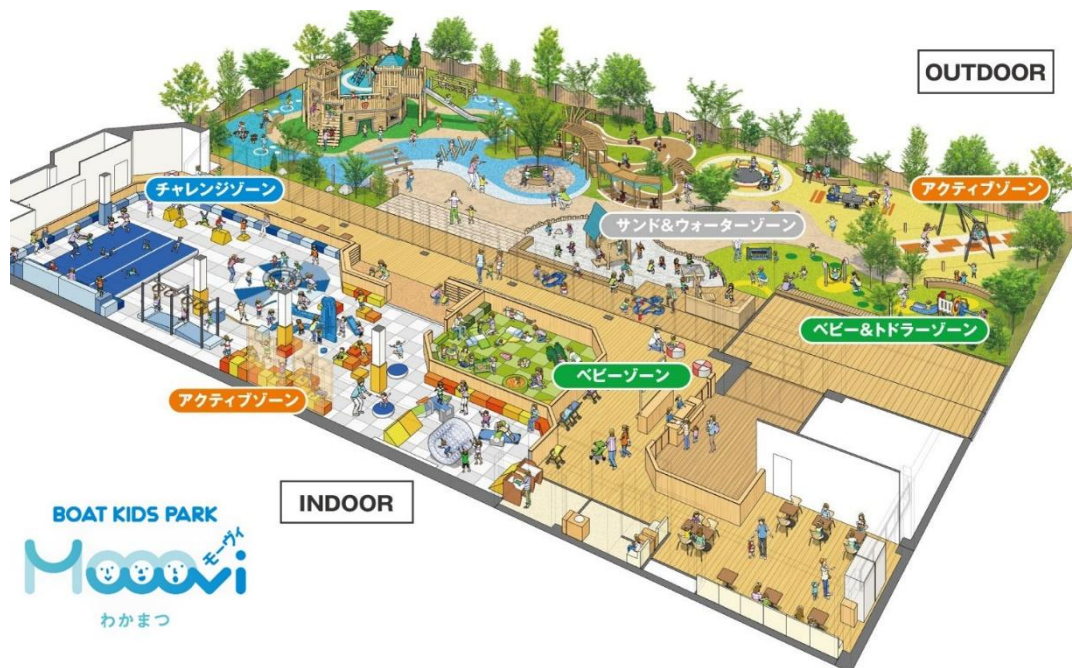 OUTDOOR
チャレンジゾーン
アクティブゾーン
サンド&ウォーターゾーン
ベビー&トドラーゾーン
ベビーゾーン
アクティブゾーン
INDOOR
BOAT KIDS PARK
Mooovi
モーヴィ
わかまつ